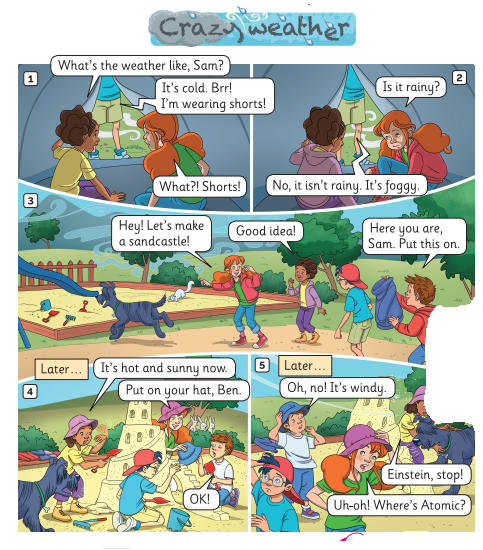 Crazy weather
1
What's the weather like, Sam?
It's cold. Brr!
I'm wearing shorts!
What?! Shorts!
2
Is it rainy?
No, it isn't rainy. It's foggy.
3
Hey! Let's make
a sandcastle!
Good idea!
Here you are,
Sam. Put this on.
Later...
4
It's hot and sunny now.
Put on your hat, Ben.
OK!
5
Later...
Oh, no! It's windy.
Einstein, stop!
Uh-oh! Where's Atomic?